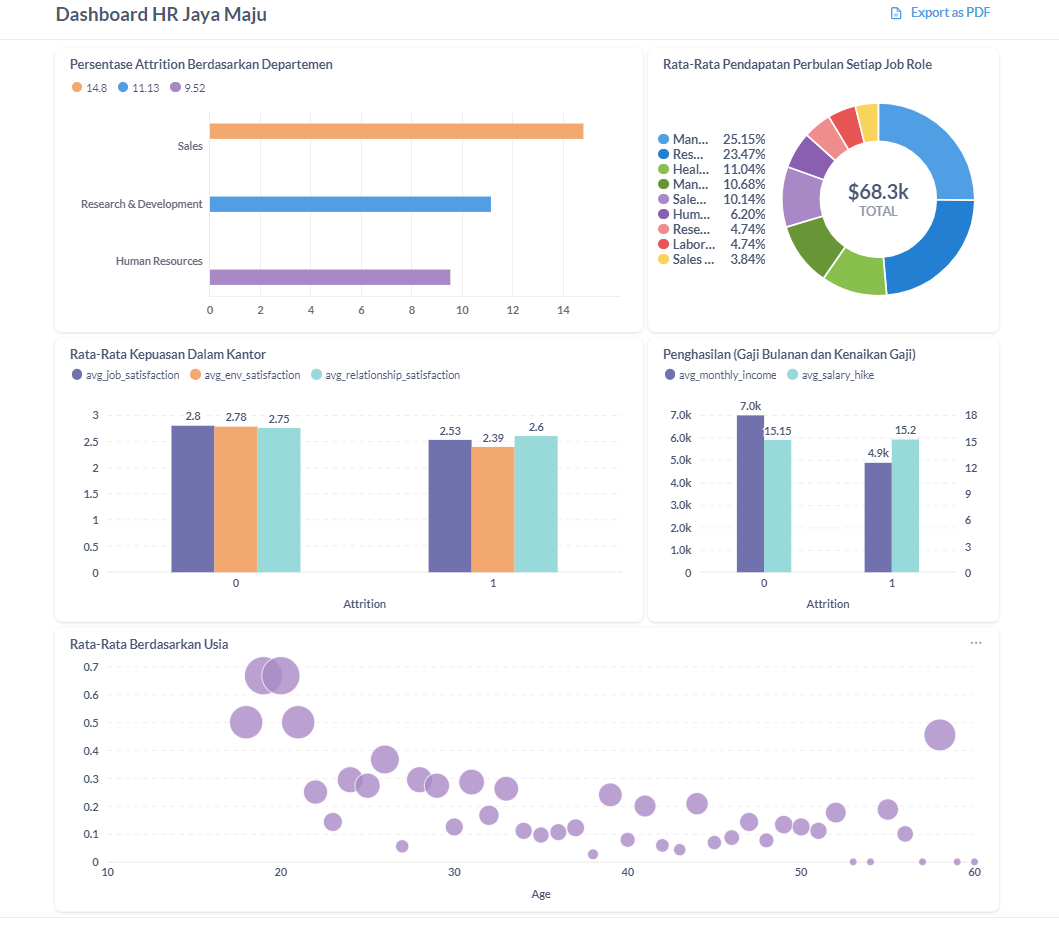 Dashboard HR Jaya Maju
Export as PDF
Persentase Attrition Berdasarkan Departemen
14.8 11.13 9.52
Sales
Research & Development
Human Resources
0 2 4 6 8 10 12 14
Rata-Rata Pendapatan Perbulan Setiap Job Role
Man... 25.15%
Res... 23.47%
Heal... 11.04%
Man... 10.68%
Sale... 10.14%
Hum... 6.20%
Rese... 4.74%
Labor... 4.74%
Sales ... 3.84%
$68.3k
TOTAL
Rata-Rata Kepuasan Dalam Kantor
avg_job_satisfaction avg_env_satisfaction avg_relationship_satisfaction
3
2.5
2
1.5
1
0.5
0
2.8 2.78 2.75
2.53 2.39 2.6
0 1
Attrition
Penghasilan (Gaji Bulanan dan Kenaikan Gaji)
avg_monthly_income avg_salary_hike
7.0k
6.0k
5.0k
4.0k
3.0k
2.0k
1.0k
0
7.0k 15.15
4.9k 15.2
18
15
12
9
6
3
0
0 1
Attrition
Rata-Rata Berdasarkan Usia
...
0.7
0.6
0.5
0.4
0.3
0.2
0.1
0
10 20 30 40 50 60
Age